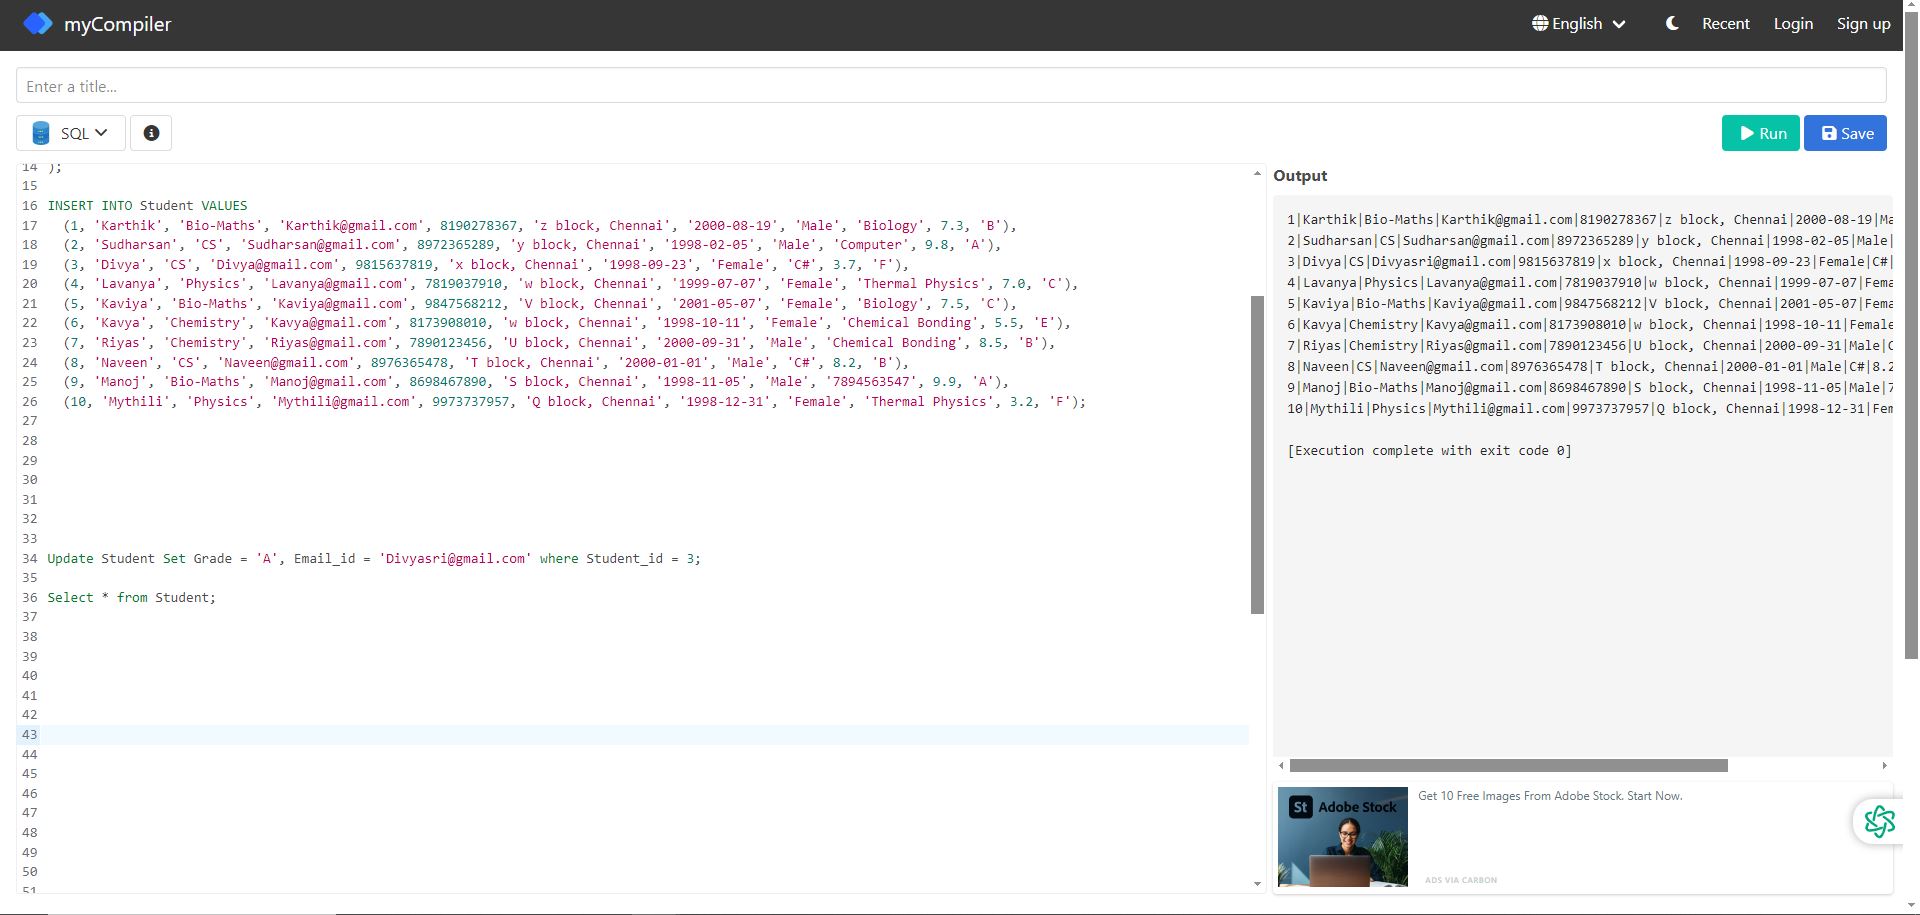 myCompiler
English
Recent
Login
Sign up
Enter a title...
SQL
Run
Save
14 );
15
16 INSERT INTO Student VALUES
17 (1, 'Karthik', 'Bio-Maths', 'Karthik@gmail.com', 8190278367, 'z block, Chennai', '2000-08-19', 'Male', 'Biology', 7.3, 'B'),
18 (2, 'Sudharsan', 'CS', 'Sudharsan@gmail.com', 8972365289, 'y block, Chennai', '1998-02-05', 'Male', 'Computer', 9.8, 'A'),
19 (3, 'Divya', 'CS', 'Divya@gmail.com', 9815637819, 'x block, Chennai', '1998-09-23', 'Female', 'C#', 3.7, 'F'),
20 (4, 'Lavanya', 'Physics', 'Lavanya@gmail.com', 7819037910, 'w block, Chennai', '1999-07-07', 'Female', 'Thermal Physics', 7.0, 'C'),
21 (5, 'Kaviya', 'Bio-Maths', 'Kaviya@gmail.com', 9847568212, 'V block, Chennai', '2001-05-07', 'Female', 'Biology', 7.5, 'C'),
22 (6, 'Kavya', 'Chemistry', 'Kavya@gmail.com', 8173908010, 'w block, Chennai', '1998-10-11', 'Female', 'Chemical Bonding', 5.5, 'E'),
23 (7, 'Riyas', 'Chemistry', 'Riyas@gmail.com', 7890123456, 'U block, Chennai', '2000-09-31', 'Male', 'Chemical Bonding', 8.5, 'B'),
24 (8, 'Naveen', 'CS', 'Naveen@gmail.com', 8976365478, 'T block, Chennai', '2000-01-01', 'Male', 'C#', 8.2, 'B'),
25 (9, 'Manoj', 'Bio-Maths', 'Manoj@gmail.com', 8698467890, 'S block, Chennai', '1998-11-05', 'Male', '7894563547', 9.9, 'A'),
26 (10, 'Mythili', 'Physics', 'Mythili@gmail.com', 9973737957, 'Q block, Chennai', '1998-12-31', 'Female', 'Thermal Physics', 3.2, 'F');
27
28
29
30
31
32
33
34 Update Student Set Grade = 'A', Email_id = 'Divyasri@gmail.com' where Student_id = 3;
35
36 Select * from Student;
37
38
39
40
41
42
43
44
45
46
47
48
49
50
51
Output
1|Karthik|Bio-Maths|Karthik@gmail.com|8190278367|z block, Chennai|2000-08-19|Ma
2|Sudharsan|CS|Sudharsan@gmail.com|8972365289|y block, Chennai|1998-02-05|Male|
3|Divya|CS|Divyasri@gmail.com|9815637819|x block, Chennai|1998-09-23|Female|C#|
4|Lavanya|Physics|Lavanya@gmail.com|7819037910|w block, Chennai|1999-07-07|Fema
5|Kaviya|Bio-Maths|Kaviya@gmail.com|9847568212|V block, Chennai|2001-05-07|Fema
6|Kavya|Chemistry|Kavya@gmail.com|8173908010|w block, Chennai|1998-10-11|Female
7|Riyas|Chemistry|Riyas@gmail.com|7890123456|U block, Chennai|2000-09-31|Male|C
8|Naveen|CS|Naveen@gmail.com|8976365478|T block, Chennai|2000-01-01|Male|C#|8.2
9|Manoj|Bio-Maths|Manoj@gmail.com|8698467890|S block, Chennai|1998-11-05|Male|7
10|Mythili|Physics|Mythili@gmail.com|9973737957|Q block, Chennai|1998-12-31|Fem
[Execution complete with exit code 0]
St Adobe Stock
Get 10 Free Images From Adobe Stock. Start Now.
ADS VIA CARBON